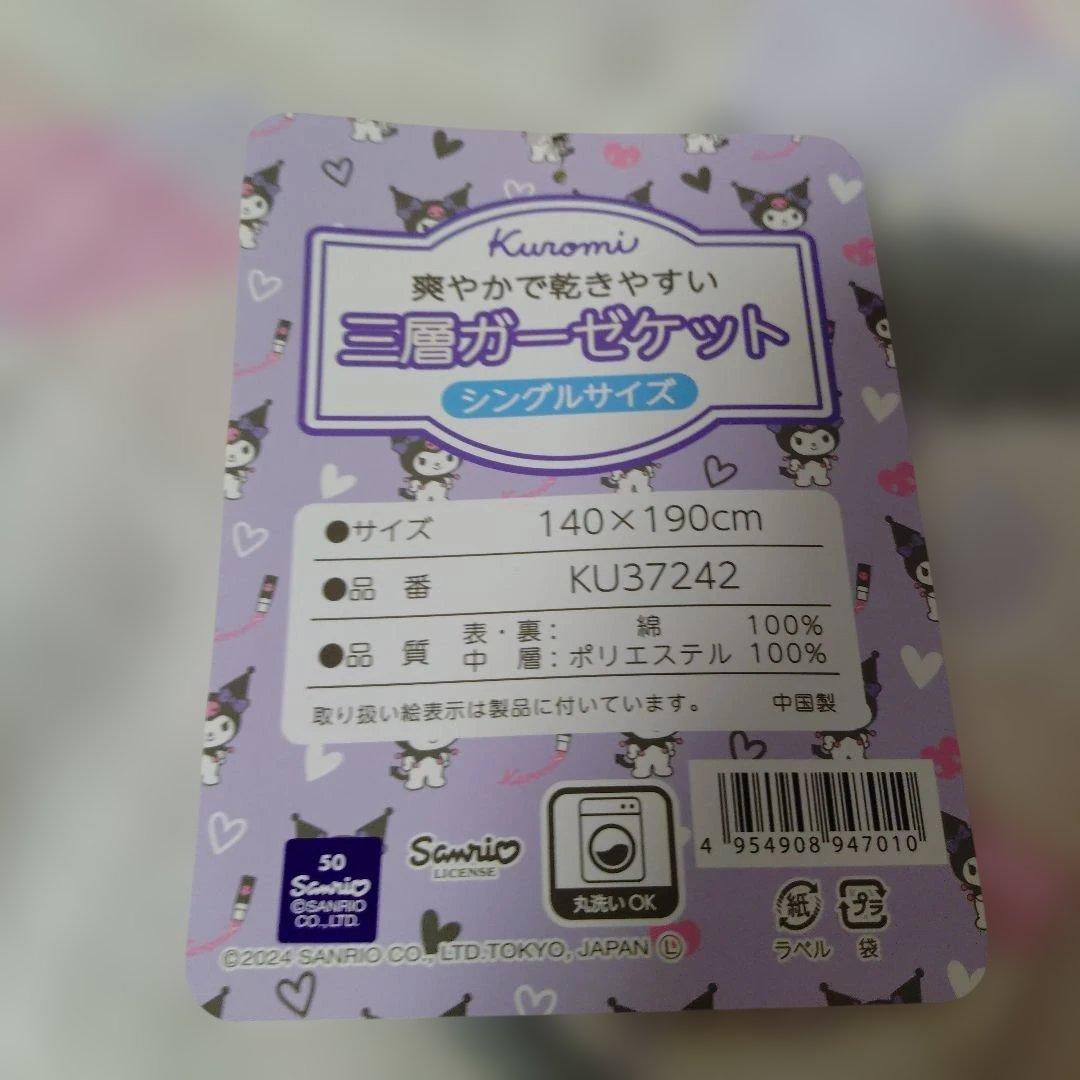 Kuromi
爽やかで乾きやすい
三層ガーゼケット
シングルサイズ
●サイズ 140×190cm
●品 番 KU37242
●品 質 表・裏: 綿 100%
中 層:ポリエステル 100%
取り扱い絵表示は製品に付いています。 中国製
4 954908 947010
50
Sanrio
©SANRIO
CO.,LTD.
Sanrio
LICENSE
丸洗いOK
紙
ラベル
プラ
袋
©2024 SANRIO CO., LTD.TOKYO, JAPAN Ⓛ